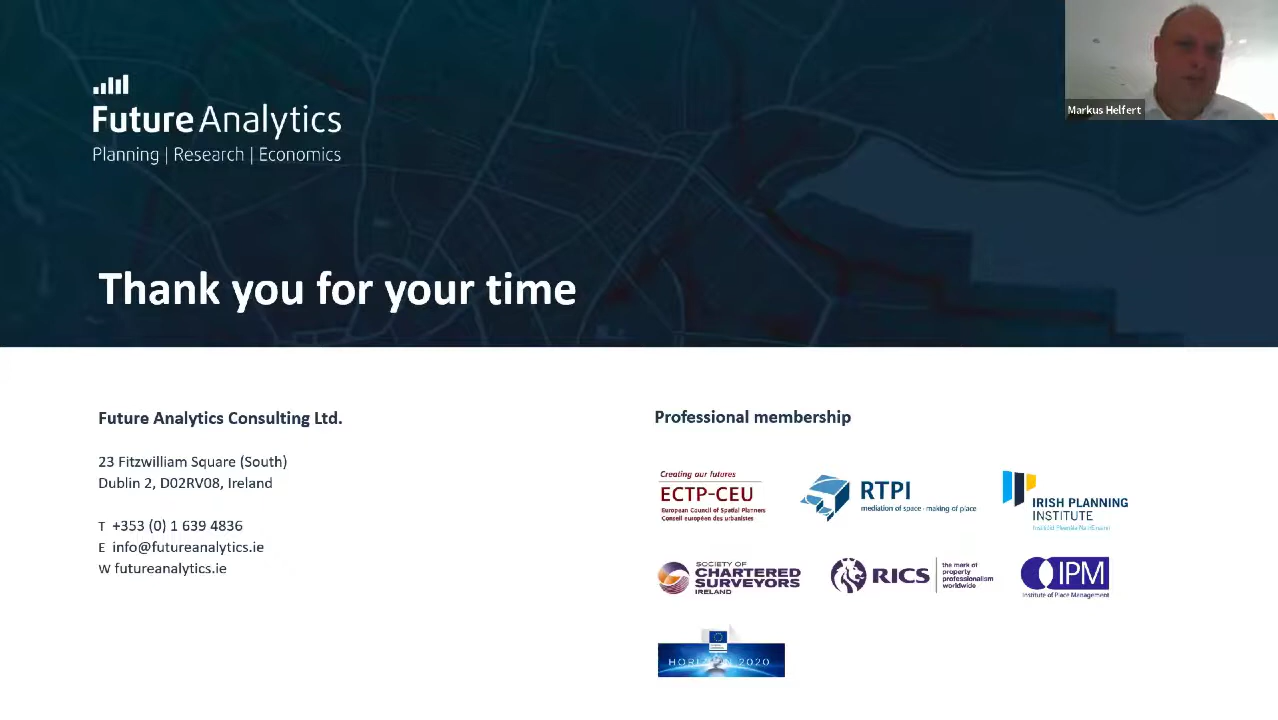 Markus Helfert
Future Analytics
Planning | Research | Economics
Thank you for your time
Future Analytics Consulting Ltd.
23 Fitzwilliam Square (South)
Dublin 2, D02RV08, Ireland
T +353 (0) 1 639 4836
E info@futureanalytics.ie
W futureanalytics.ie
Professional membership
Creating our futures
ECTP-CEU
European Council of Spatial Planners
Conseil européen des urbanistes
RTPI
mediation of space · making of place
IRISH PLANNING
INSTITUTE
SOCIETY OF
CHARTERED
SURVEYORS
IRELAND
RICS
the mark of
property
professionalism
worldwide
IPM
Institute of Place Management
HORIZON 2020